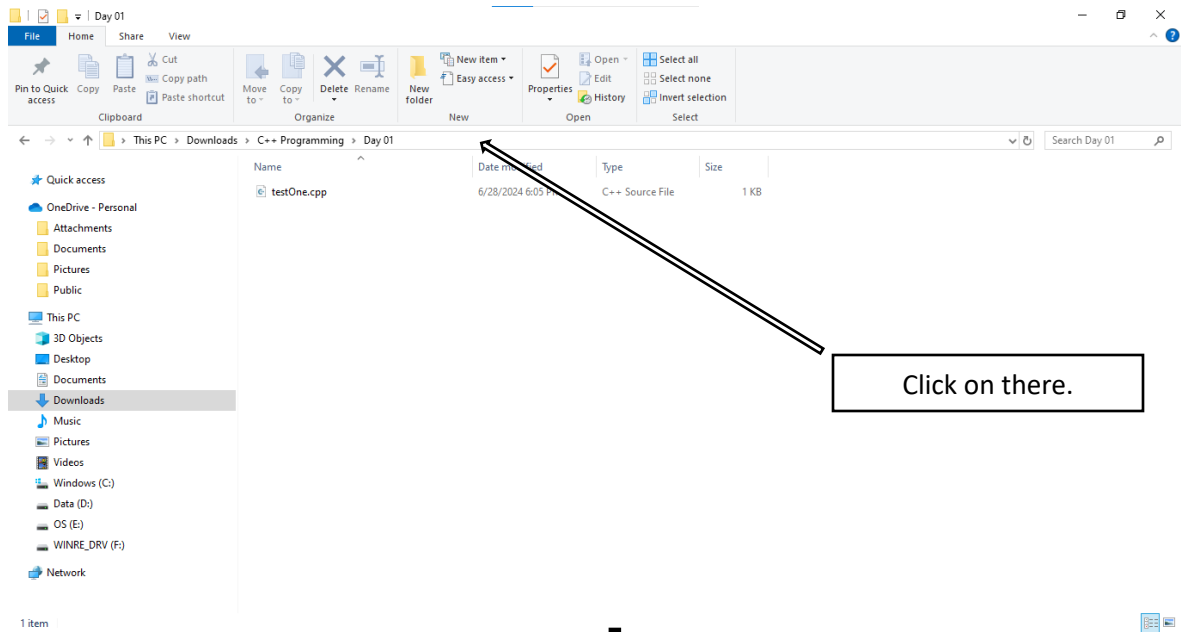 Day 01
File Home Share View
Pin to Quick access
Copy
Paste
Cut
Copy path
Paste shortcut
Clipboard
Move to
Copy to
Delete
Rename
Organize
New folder
New item
Easy access
New
Properties
Open
Edit
History
Open
Select all
Select none
Invert selection
Select
This PC > Downloads > C++ Programming > Day 01
Search Day 01
Name Date modified Type Size
testOne.cpp 6/28/2024 6:05 C++ Source File 1 KB
Quick access
OneDrive - Personal
Attachments
Documents
Pictures
Public
This PC
3D Objects
Desktop
Documents
Downloads
Music
Pictures
Videos
Windows (C:)
Data (D:)
OS (E:)
WINRE_DRV (F:)
Network
Click on there.
1 item